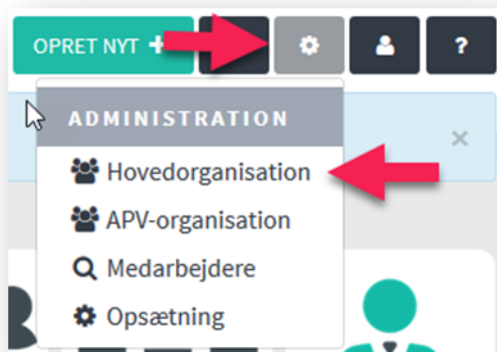 OPRET NYT +
?
ADMINISTRATION
×
Hovedorganisation
APV-organisation
Medarbejdere
Opsætning